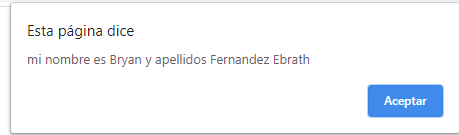 Esta página dice
mi nombre es Bryan y apellidos Fernandez Ebrath
Aceptar